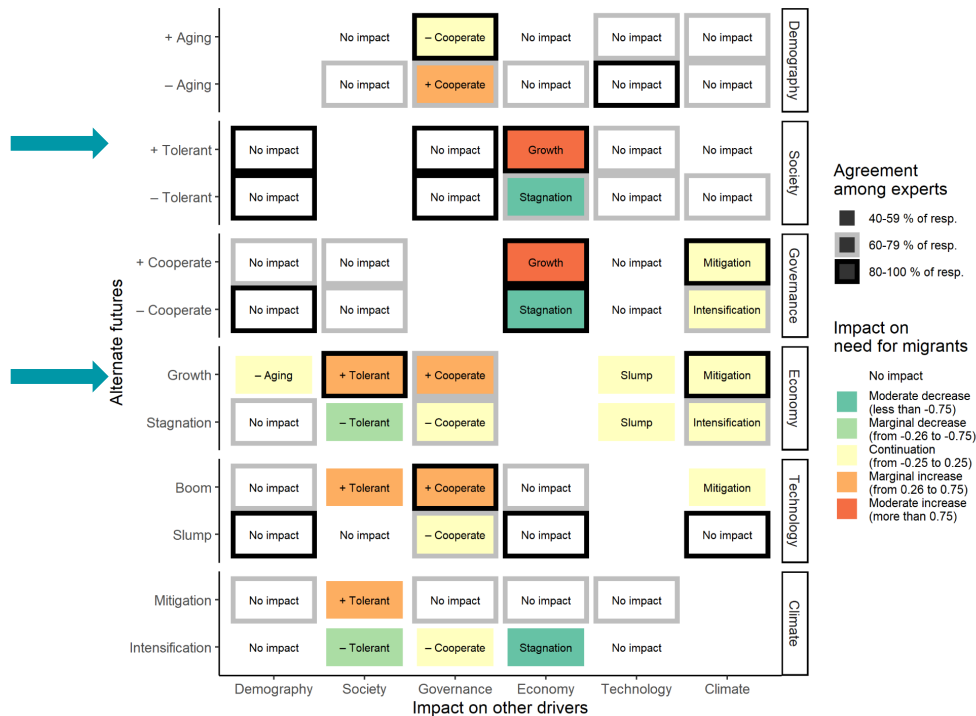 + Aging No impact – Cooperate No impact No impact No impact
– Aging No impact + Cooperate No impact No impact No impact
Demography
+ Tolerant No impact No impact Growth No impact No impact
– Tolerant No impact No impact Stagnation No impact No impact
Society
+ Cooperate No impact No impact Growth No impact Mitigation
– Cooperate No impact No impact Stagnation No impact Intensification
Governance
Growth – Aging + Tolerant + Cooperate Slump Mitigation
Stagnation No impact – Tolerant – Cooperate Slump Intensification
Economy
Boom No impact + Tolerant + Cooperate No impact Mitigation
Slump No impact No impact – Cooperate No impact No impact
Technology
Mitigation No impact + Tolerant No impact No impact No impact
Intensification No impact – Tolerant – Cooperate Stagnation No impact
Climate
Alternate futures
Demography Society Governance Economy Technology Climate
Impact on other drivers
Agreement
among experts
40-59 % of resp.
60-79 % of resp.
80-100 % of resp.
Impact on
need for migrants
No impact
Moderate decrease
(less than -0.75)
Marginal decrease
(from -0.26 to -0.75)
Continuation
(from -0.25 to 0.25)
Marginal increase
(from 0.26 to 0.75)
Moderate increase
(more than 0.75)